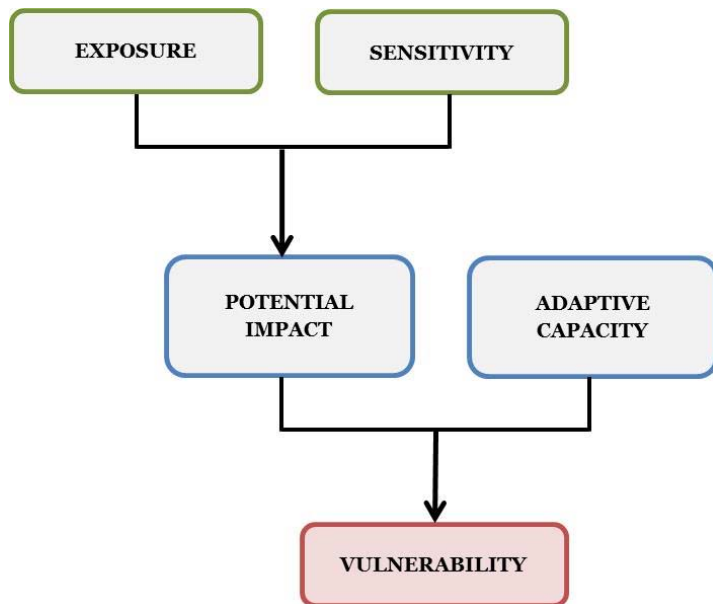 EXPOSURE
SENSITIVITY
POTENTIAL
IMPACT
ADAPTIVE
CAPACITY
VULNERABILITY